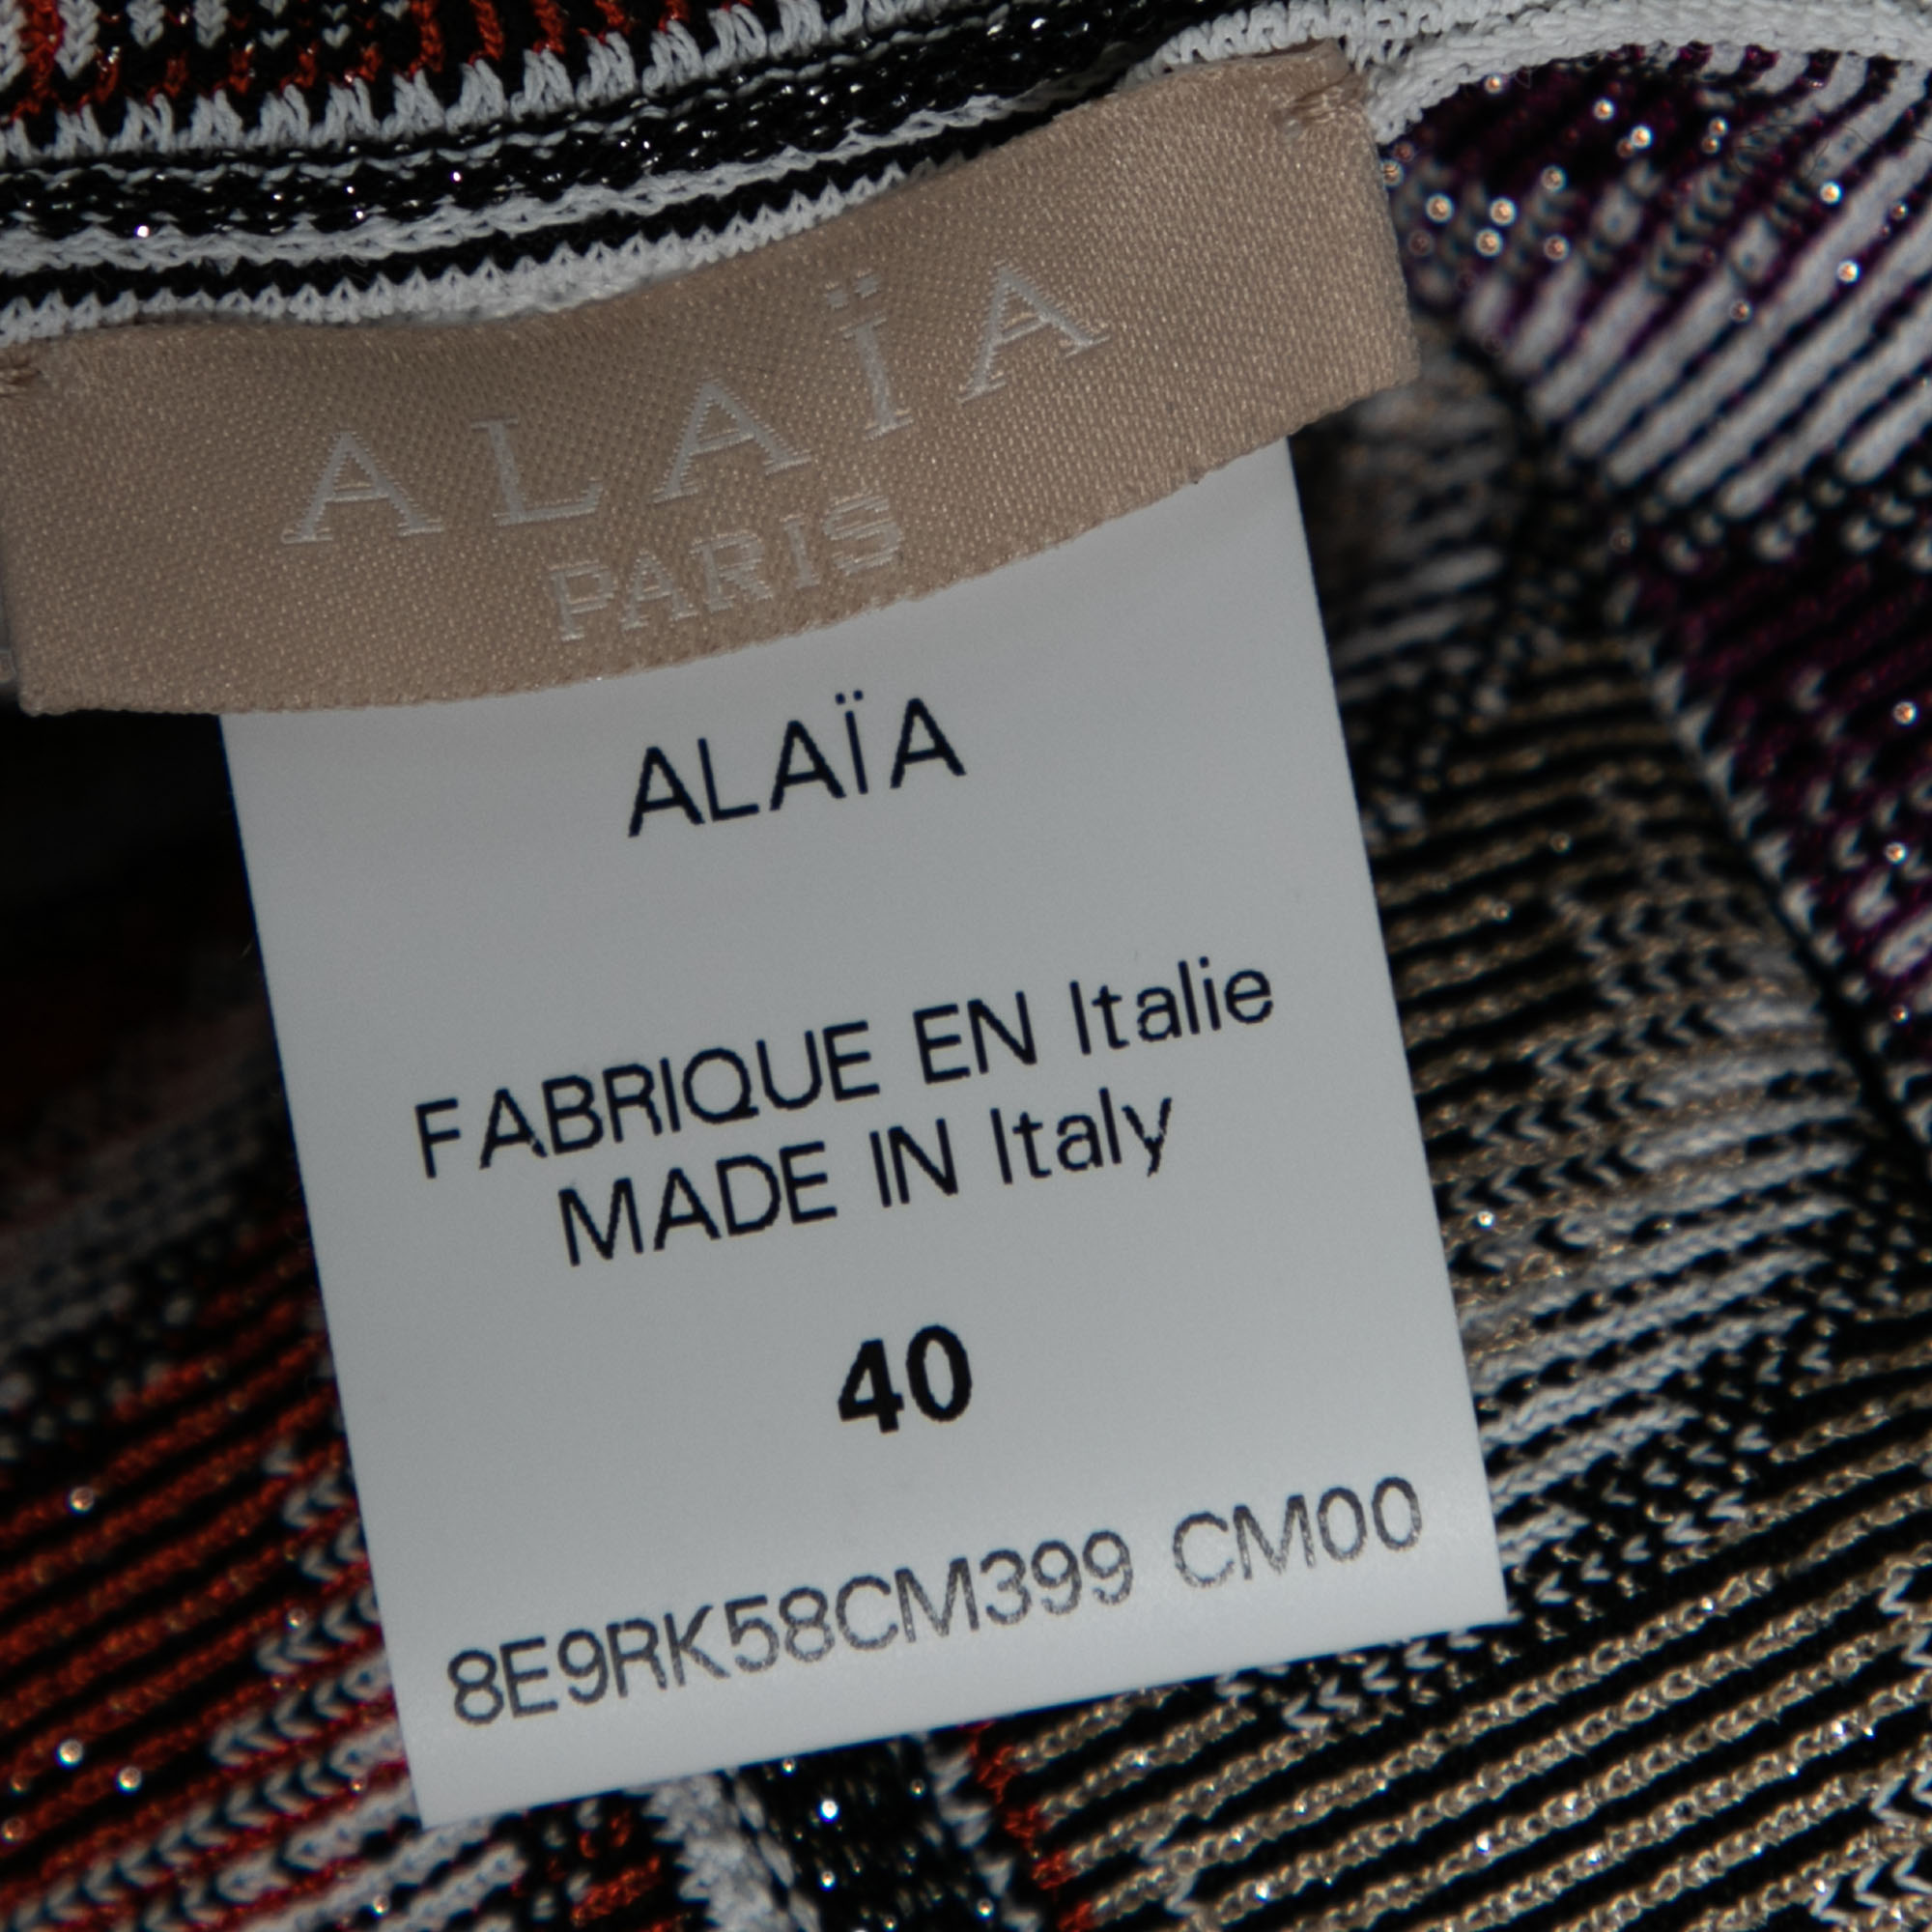 ALAÏA
PARIS
ALAÏA
FABRIQUE EN Italie
MADE IN Italy
40
8E9RK58CM399 CM00